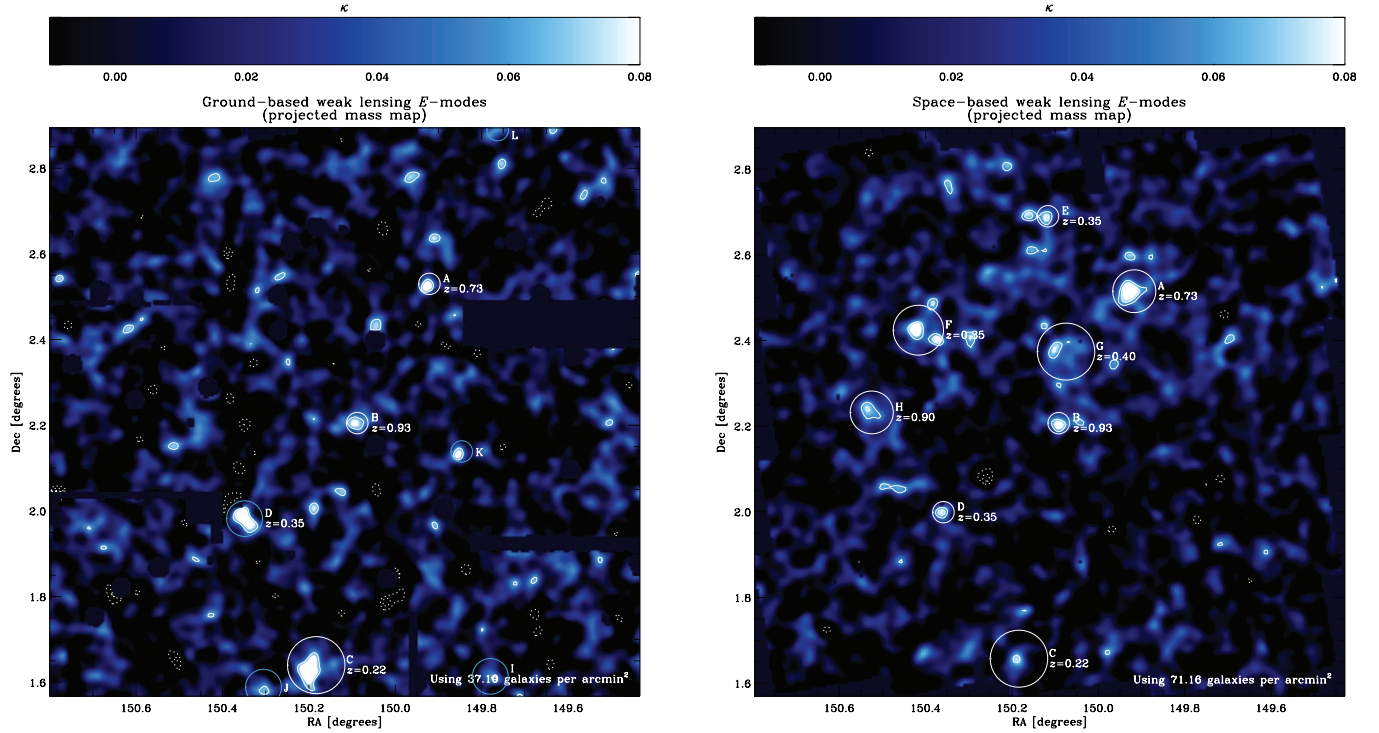 κ
0.00 0.02 0.04 0.06 0.08
Ground-based weak lensing E-modes
(projected mass map)
L
2.8
2.6
A
z=0.73
2.4
Dec [degrees]
B
z=0.93
2.2
K
D
z=0.35
2.0
1.8
C
z=0.22
I
J
Using 37.19 galaxies per arcmin²
1.6
150.6 150.4 150.2 150.0 149.8 149.6
RA [degrees]
κ
0.00 0.02 0.04 0.06 0.08
Space-based weak lensing E-modes
(projected mass map)
2.8
E
z=0.35
2.6
A
z=0.73
F
z=0.35
2.4
G
z=0.40
Dec [degrees]
H
z=0.90
B
z=0.93
2.2
D
z=0.35
2.0
1.8
C
z=0.22
Using 71.16 galaxies per arcmin²
1.6
150.6 150.4 150.2 150.0 149.8 149.6
RA [degrees]